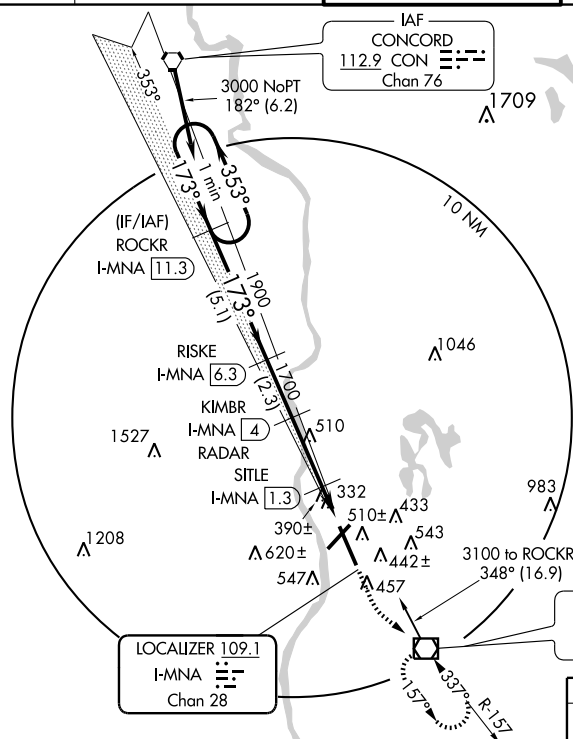 IAF
CONCORD
112.9 CON
Chan 76
3000 NoPT
182° (6.2)
1709
353°
353°
1 min
173°
10 NM
(IF/IAF)
ROCKR
I-MNA 11.3
1900
173°
(5.1)
1046
RISKE
I-MNA 6.3
1700
(2.3)
KIMBR
I-MNA 4
RADAR
510
1527
SITLE
I-MNA 1.3
332
390±
510±
433
983
543
1208
620±
442±
547
457
3100 to ROCKR
348° (16.9)
LOCALIZER 109.1
I-MNA
Chan 28
157°
337°
R-157